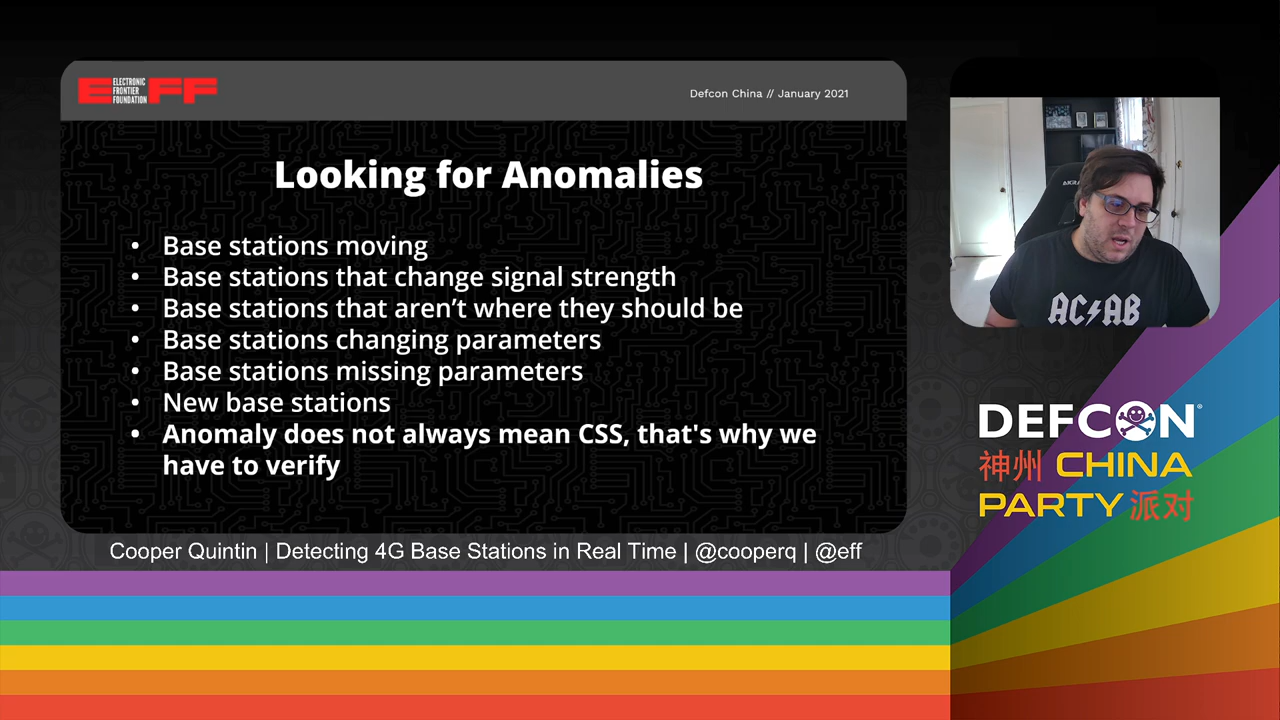 EFF
ELECTRONIC
FRONTIER
FOUNDATION
Defcon China // January 2021
Looking for Anomalies
• Base stations moving
• Base stations that change signal strength
• Base stations that aren’t where they should be
• Base stations changing parameters
• Base stations missing parameters
• New base stations
• Anomaly does not always mean CSS, that's why we
have to verify
Cooper Quintin | Detecting 4G Base Stations in Real Time | @cooperq | @eff
AC⚡AB
DEFCON®
神州 CHINA
PARTY 派对